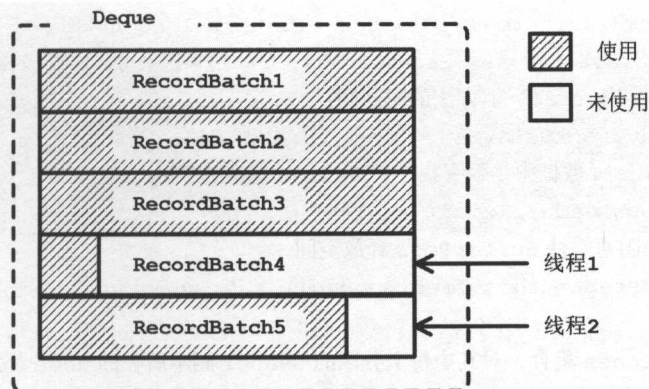 Deque
RecordBatch1
RecordBatch2
RecordBatch3
RecordBatch4
RecordBatch5
使用
未使用
线程1
线程2